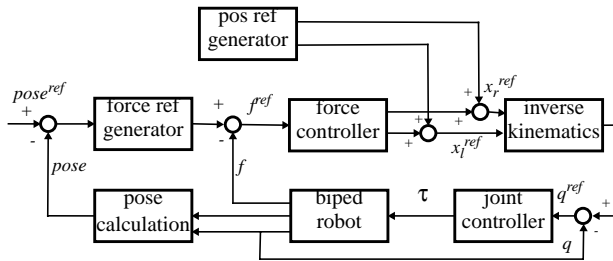 pos ref
generator
pose^ref
+
-
force ref
generator
+
-
f^ref
force
controller
+
+
+
+
x_r^ref
x_l^ref
inverse
kinematics
pose
f
pose
calculation
biped
robot
τ
joint
controller
q^ref
+
-
q